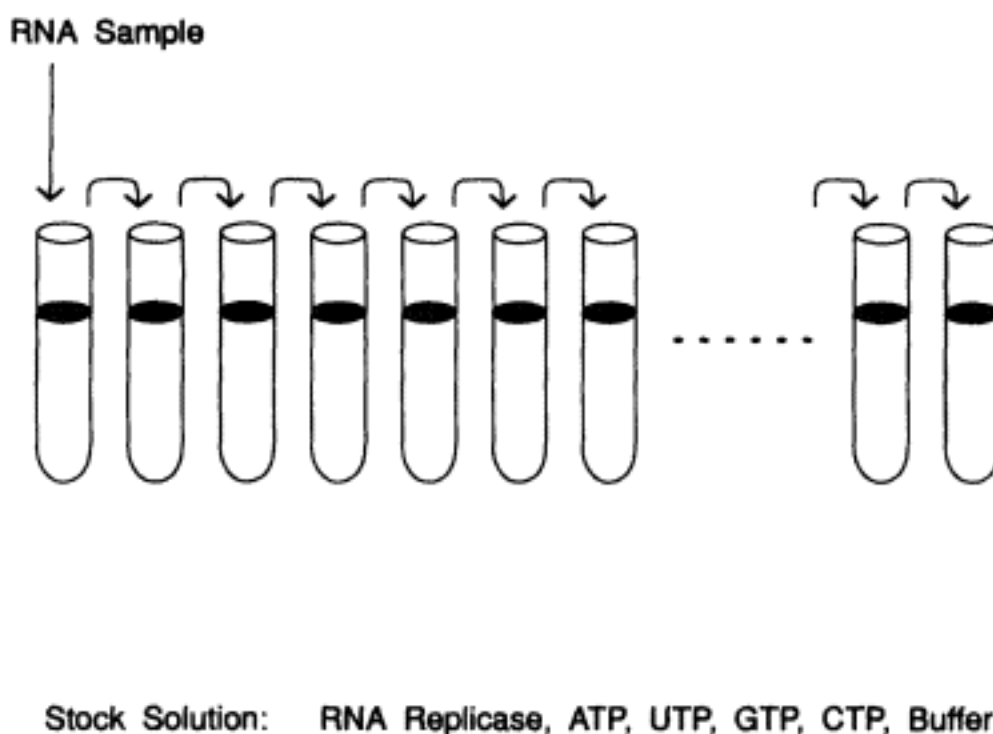 RNA Sample
Stock Solution: RNA Replicase, ATP, UTP, GTP, CTP, Buffer